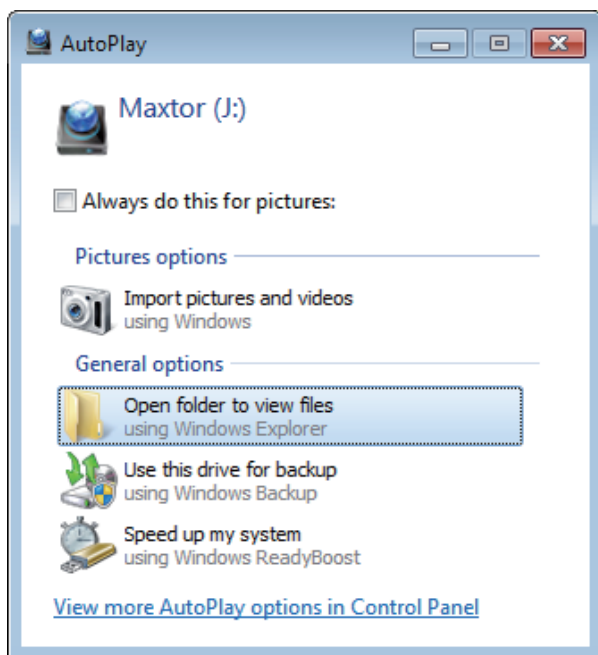 AutoPlay
Maxtor (J:)
Always do this for pictures:
Pictures options
Import pictures and videos
using Windows
General options
Open folder to view files
using Windows Explorer
Use this drive for backup
using Windows Backup
Speed up my system
using Windows ReadyBoost
View more AutoPlay options in Control Panel